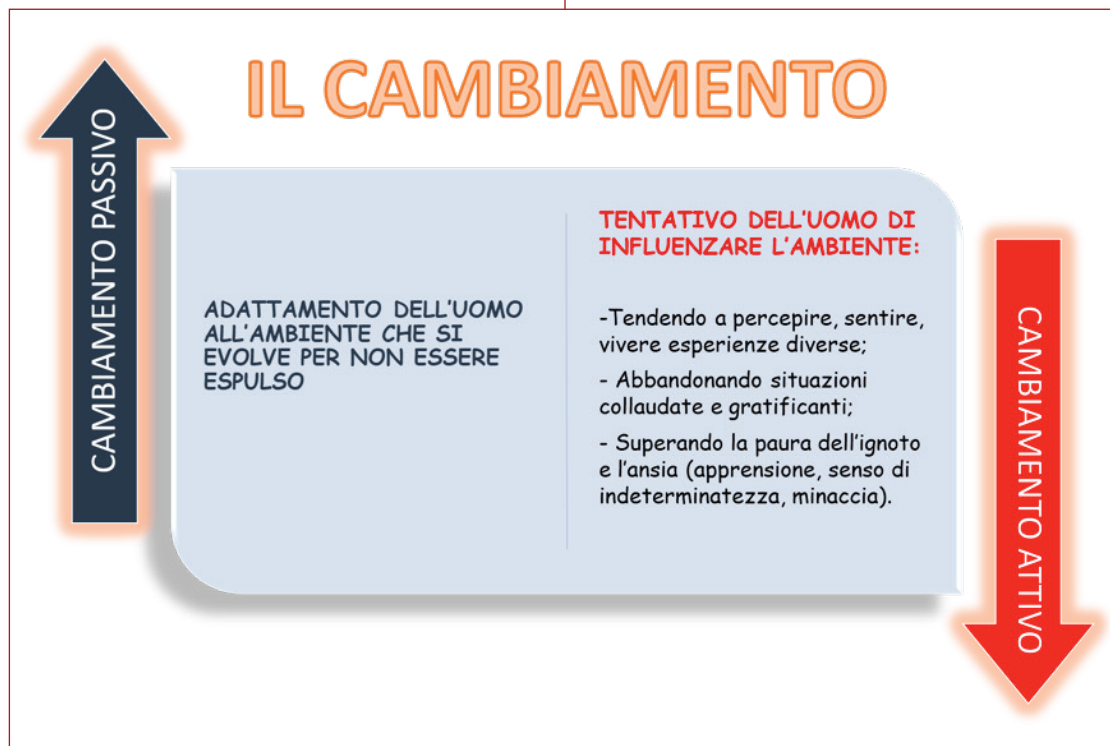 IL CAMBIAMENTO
CAMBIAMENTO PASSIVO
ADATTAMENTO DELL'UOMO
ALL'AMBIENTE CHE SI
EVOLVE PER NON ESSERE
ESPULSO
TENTATIVO DELL'UOMO DI
INFLUENZARE L'AMBIENTE:
-Tendendo a percepire, sentire,
vivere esperienze diverse;
- Abbandonando situazioni
collaudate e gratificanti;
- Superando la paura dell'ignoto
e l'ansia (apprensione, senso di
indeterminatezza, minaccia).
CAMBIAMENTO ATTIVO